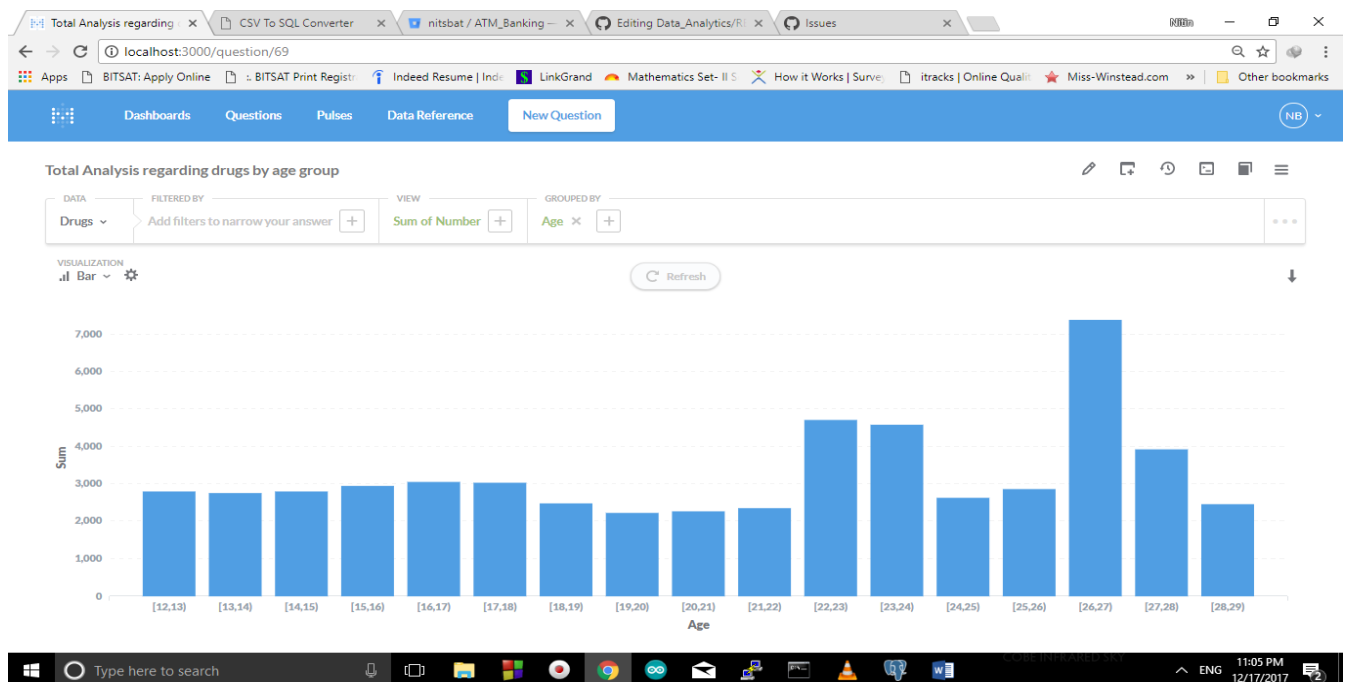 Total Analysis regarding
CSV To SQL Converter
nitsbat / ATM_Banking —
Editing Data_Analytics/R
Issues
localhost:3000/question/69
Apps
BITSAT: Apply Online
:. BITSAT Print Registr
Indeed Resume | Inde
LinkGrand
Mathematics Set- II S
How it Works | Surve
itracks | Online Quali
Miss-Winstead.com
»
Other bookmarks
Dashboards
Questions
Pulses
Data Reference
New Question
NB
Total Analysis regarding drugs by age group
DATA
FILTERED BY
VIEW
GROUPED BY
Drugs
Add filters to narrow your answer
Sum of Number
Age
VISUALIZATION
Bar
Refresh
7,000
6,000
5,000
4,000
3,000
2,000
1,000
0
Sum
[12,13) [13,14) [14,15) [15,16) [16,17) [17,18) [18,19) [19,20) [20,21) [21,22) [22,23) [23,24) [24,25) [25,26) [26,27) [27,28) [28,29)
Age
Type here to search
COBE INFRARED SKY
ENG
11:05 PM
12/17/2017
2